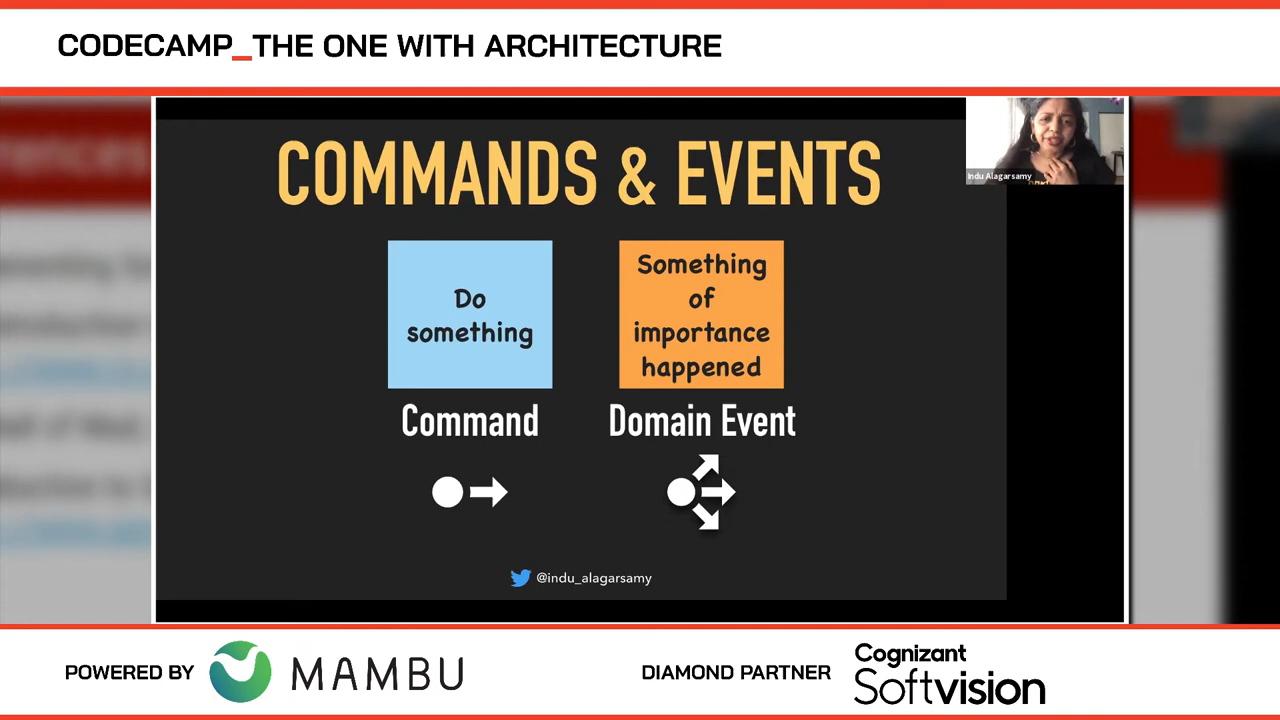 CODECAMP_THE ONE WITH ARCHITECTURE
COMMANDS & EVENTS
Indu Alagarsamy
Do
something
Something
of
importance
happened
Command
Domain Event
@indu_alagarsamy
POWERED BY
MAMBU
DIAMOND PARTNER
Cognizant
Softvision